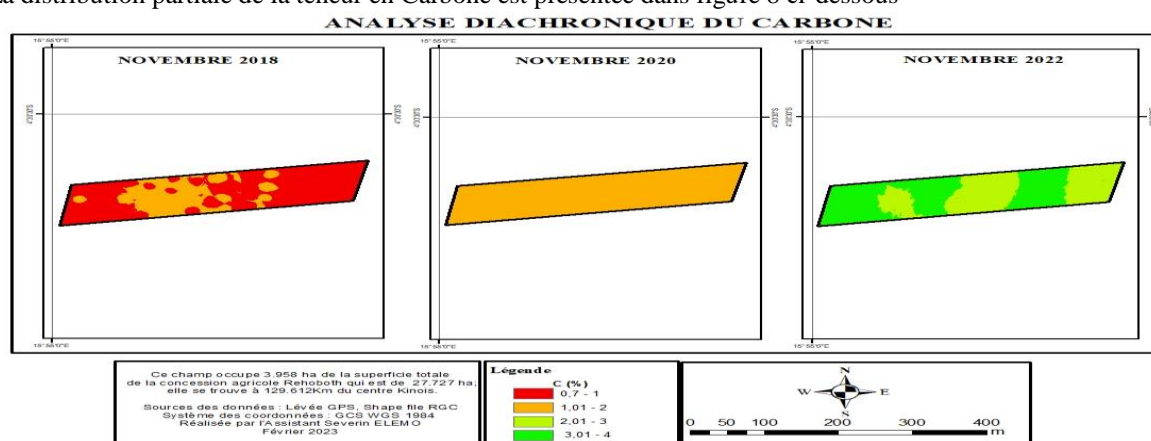 La distribution partiale de la teneur en Carbone est présentée dans figure 8 ci-dessous
ANALYSE DIACHRONIQUE DU CARBONE
NOVEMBRE 2018
NOVEMBRE 2020
NOVEMBRE 2022
Ce champ occupe 3.958 ha de la superficie totale
de la concession agricole Rehoboth qui est de 27.727 ha;
elle se trouve à 129.612Km du centre Kinois.
Sources des données : Lévée GPS, Shape file RGC
Système des coordonnées : GCS WGS 1984
Réalisée par l'Assistant Severin ELEMO
Février 2023
Légende
C (%)
0,7 - 1
1,01 - 2
2,01 - 3
3,01 - 4
N
W E
S
0 50 100 200 300 400
m